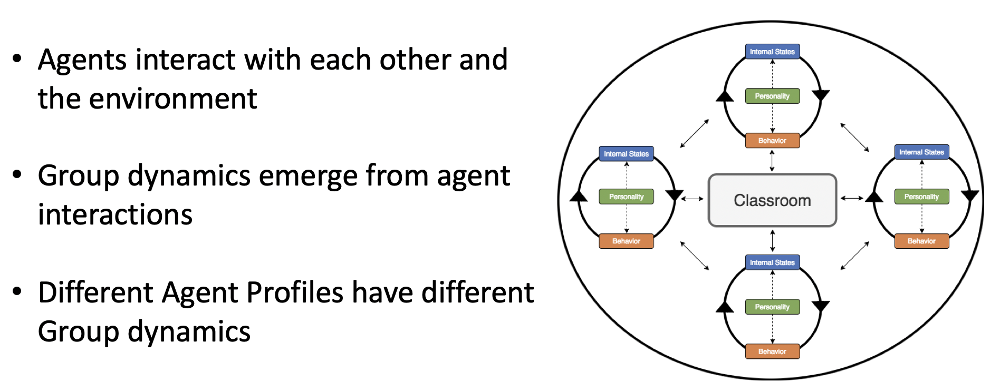 • Agents interact with each other and
the environment
• Group dynamics emerge from agent
interactions
• Different Agent Profiles have different
Group dynamics
Internal States
Personality
Behavior
Internal States
Personality
Behavior
Classroom
Internal States
Personality
Behavior
Internal States
Personality
Behavior